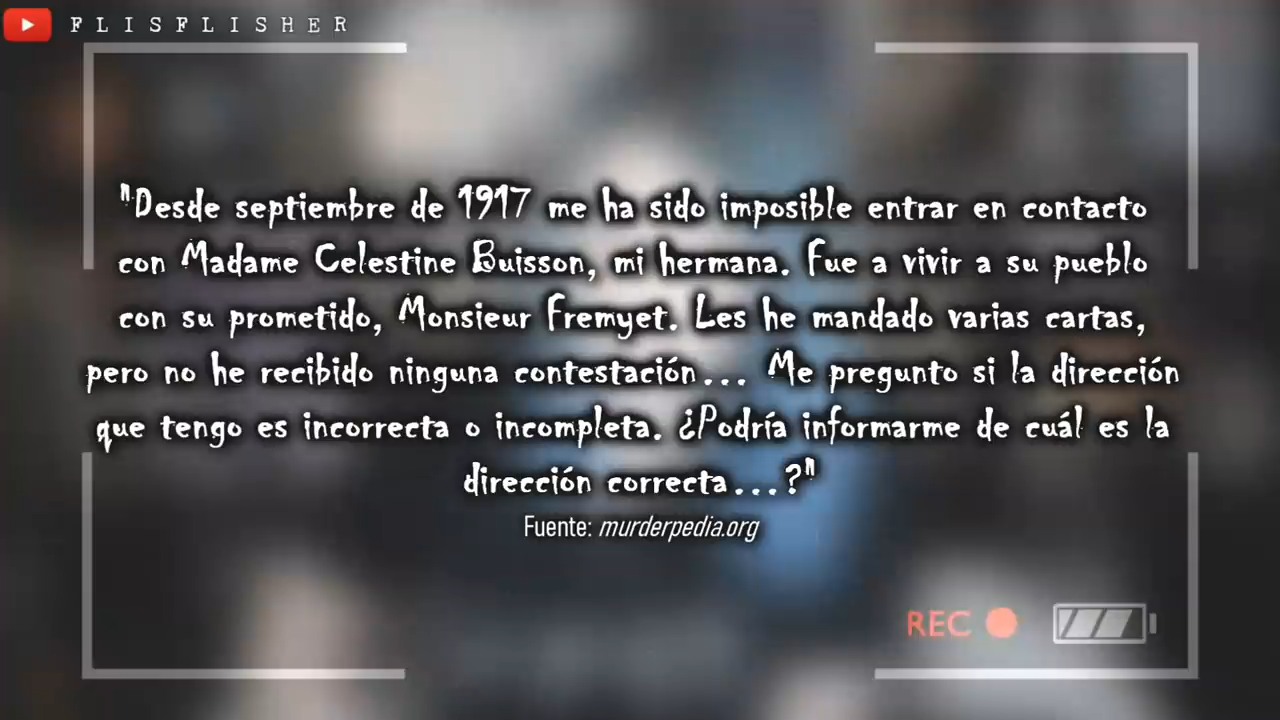 FLISFLISHER
"Desde septiembre de 1917 me ha sido imposible entrar en contacto
con Madame Celestine Buisson, mi hermana. Fue a vivir a su pueblo
con su prometido, Monsieur Fremyet. Les he mandado varias cartas,
pero no he recibido ninguna contestación... Me pregunto si la dirección
que tengo es incorrecta o incompleta. ¿Podría informarme de cuál es la
dirección correcta...?"
Fuente: murderpedia.org
REC